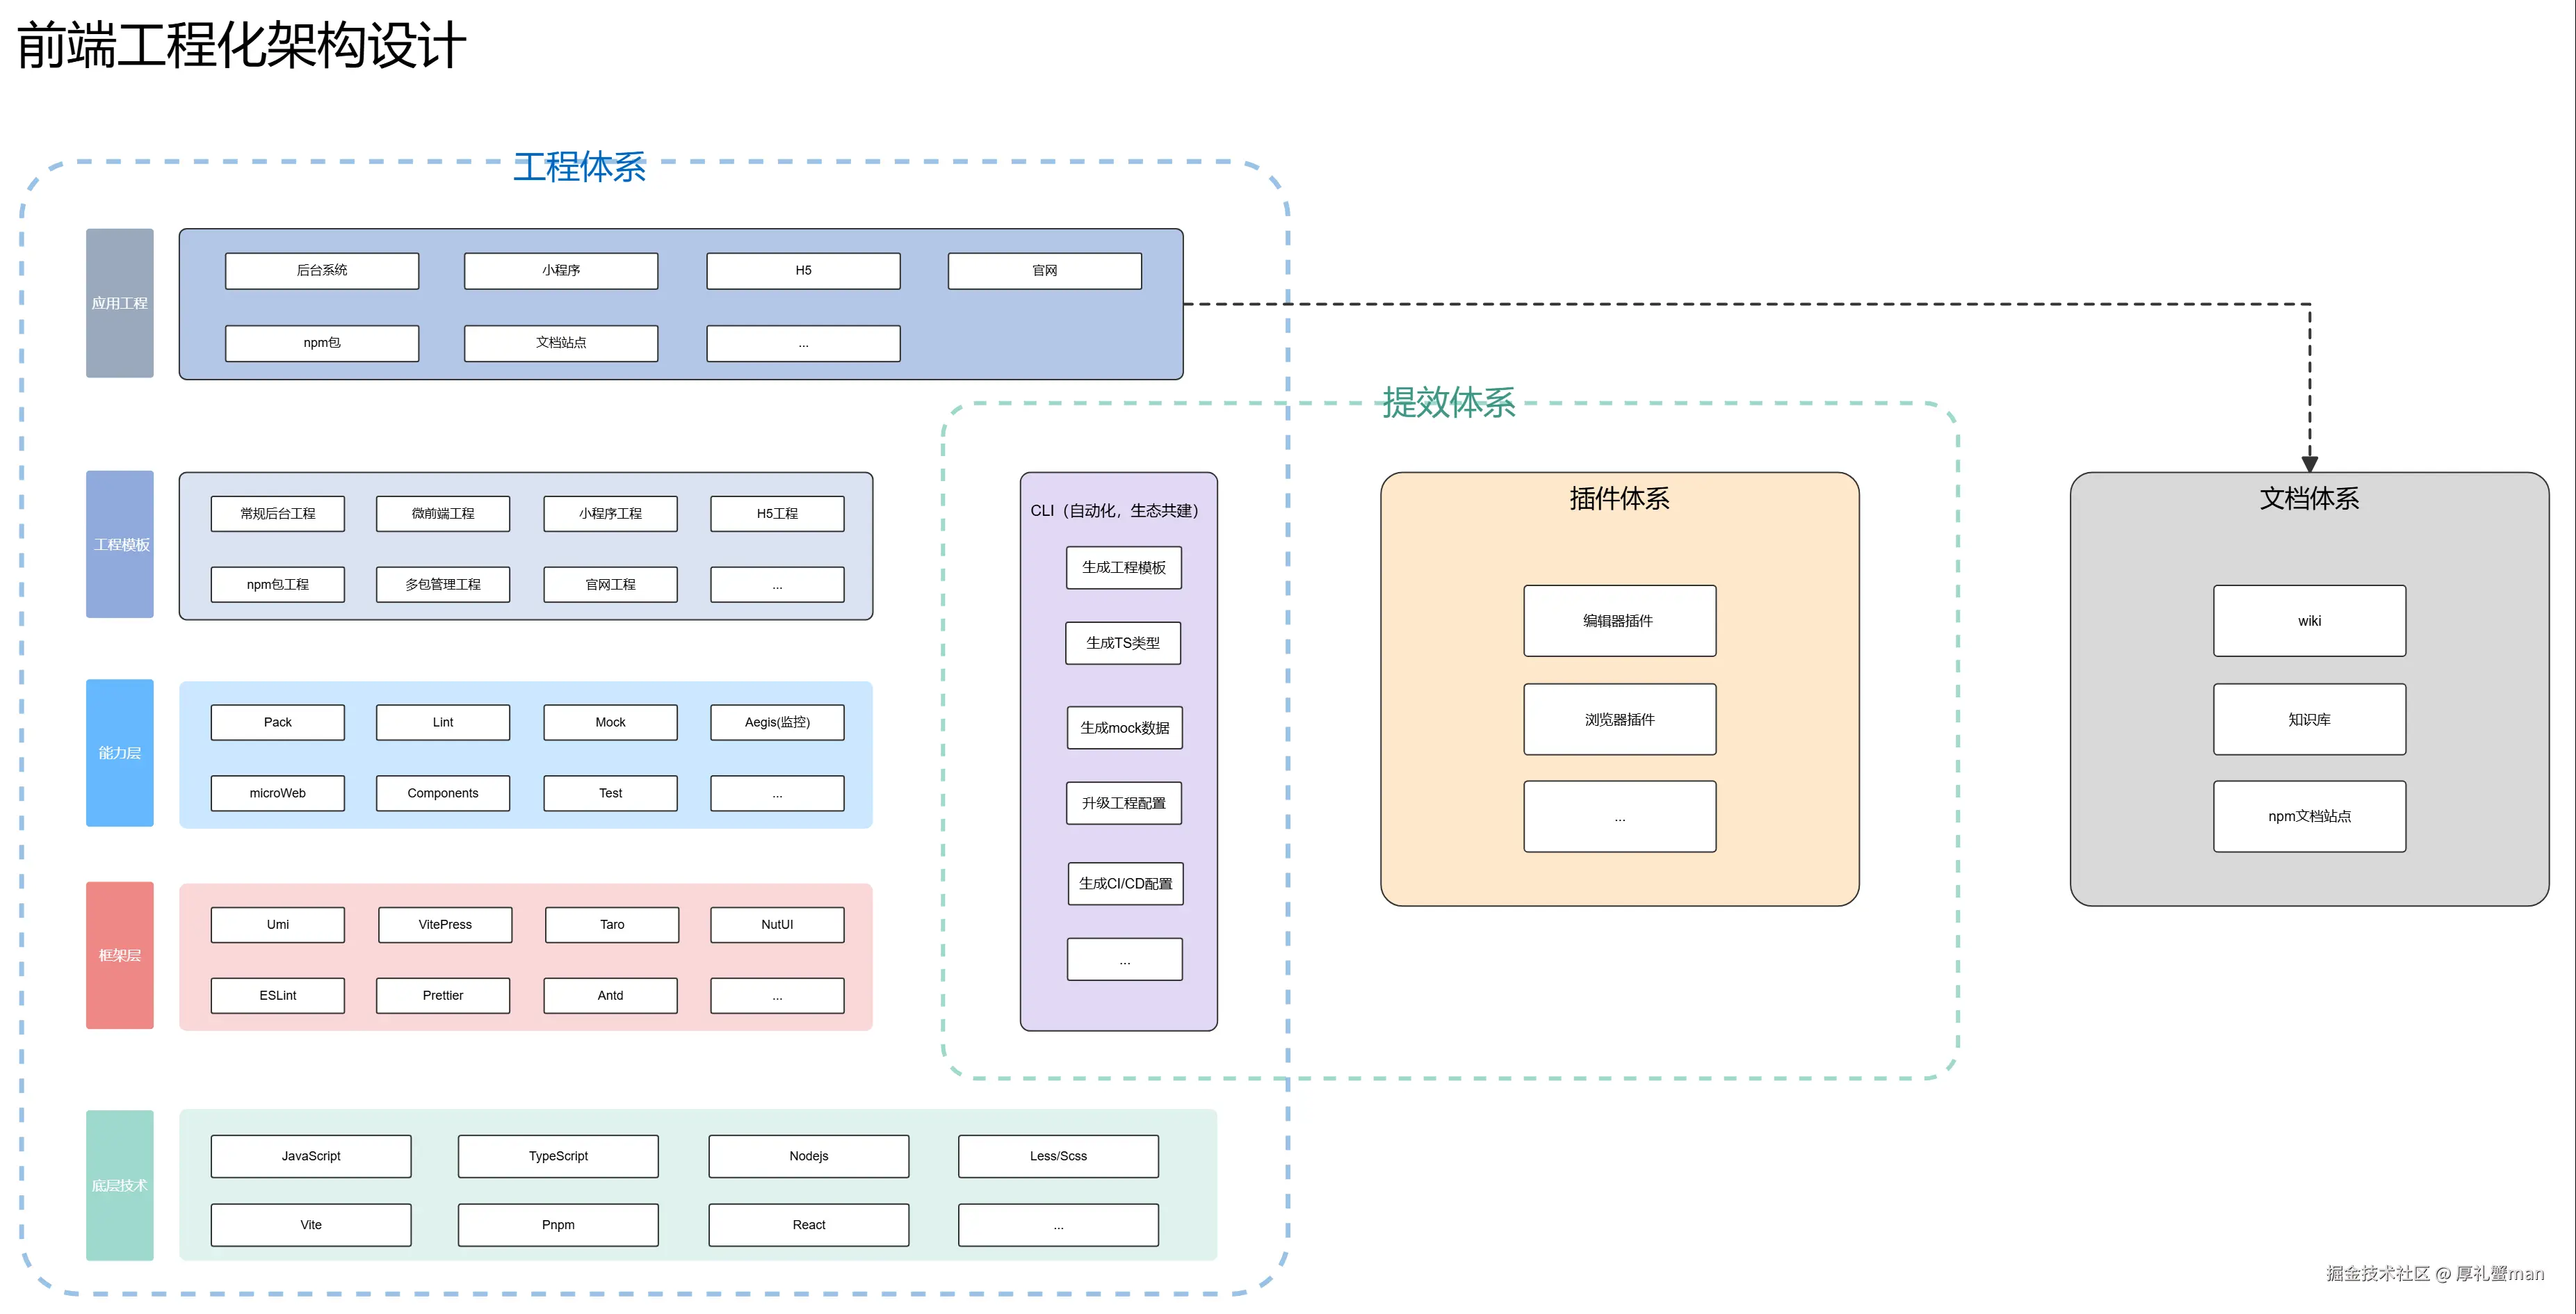 前端工程化架构设计
工程体系
应用工程
后台系统
小程序
H5
官网
npm包
文档站点
...
提效体系
工程模板
常规后台工程
微前端工程
小程序工程
H5工程
npm包工程
多包管理工程
官网工程
...
能力层
Pack
Lint
Mock
Aegis(监控)
microWeb
Components
Test
...
框架层
Umi
VitePress
Taro
NutUI
ESLint
Prettier
Antd
...
CLI（自动化，生态共建）
生成工程模板
生成TS类型
生成mock数据
升级工程配置
生成CI/CD配置
...
插件体系
编辑器插件
浏览器插件
...
文档体系
wiki
知识库
npm文档站点
底层技术
JavaScript
TypeScript
Nodejs
Less/Scss
Vite
Pnpm
React
...
掘金技术社区 @ 厚礼蟹man